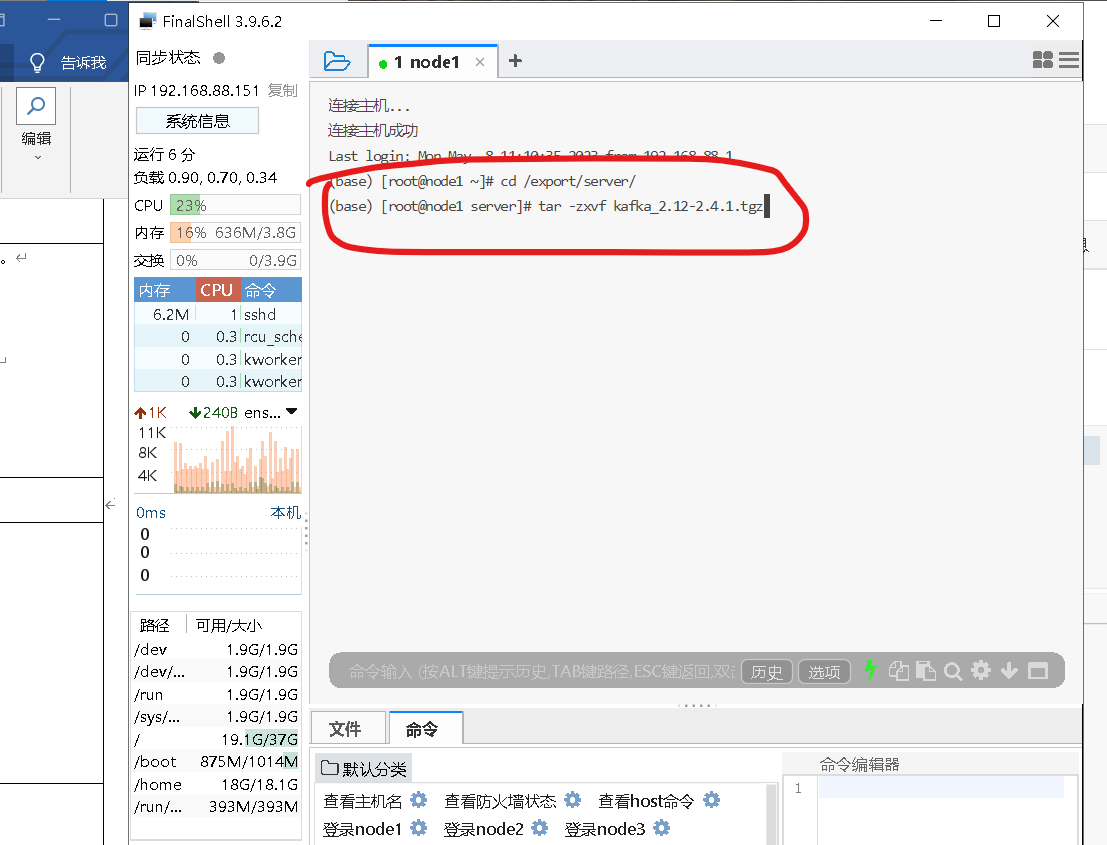 FinalShell 3.9.6.2
告诉我
编辑
同步状态
IP 192.168.88.151 复制
系统信息
运行 6 分
负载 0.90, 0.70, 0.34
CPU 23%
内存 16% 636M/3.8G
交换 0% 0/3.9G
内存 CPU 命令
6.2M 1 sshd
0 0.3 rcu_sche
0 0.3 kworker
0 0.3 kworker
1K 240B ens...
11K
8K
4K
0ms 本机
0
0
0
路径 可用/大小
/dev 1.9G/1.9G
/dev/... 1.9G/1.9G
/run 1.9G/1.9G
/sys/... 1.9G/1.9G
/ 19.1G/37G
/boot 875M/1014M
/home 18G/18.1G
/run/... 393M/393M
1 node1
连接主机...
连接主机成功
Last login: Mon May  8 11:10:35 2023 from 192.168.88.1
(base) [root@node1 ~]# cd /export/server/
(base) [root@node1 server]# tar -zxvf kafka_2.12-2.4.1.tgz
命令输入 (按ALT键提示历史,TAB键路径,ESC键返回,双击
历史 选项
文件 命令
默认分类
查看主机名 查看防火墙状态 查看host命令
登录node1 登录node2 登录node3
命令编辑器
1